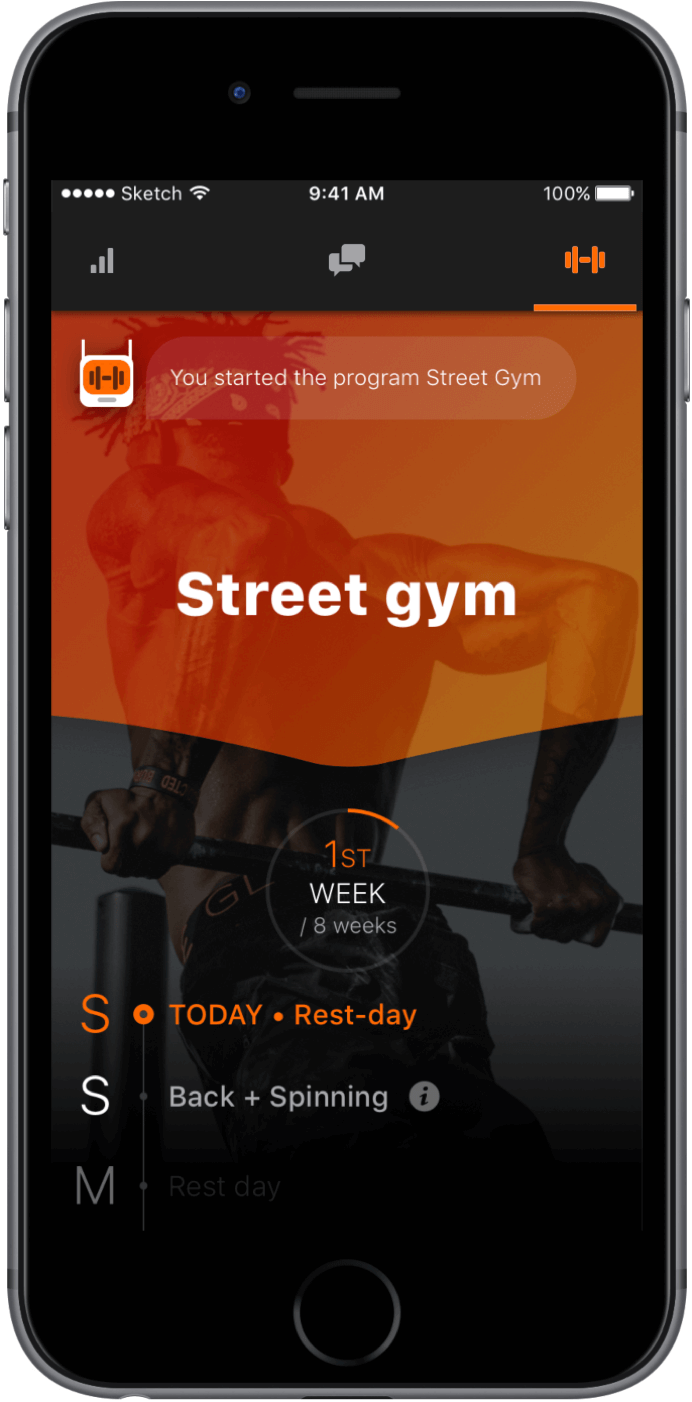 Sketch 9:41 AM 100%
You started the program Street Gym
Street gym
1ST
WEEK
/ 8 weeks
S TODAY • Rest-day
S Back + Spinning i
M Rest day